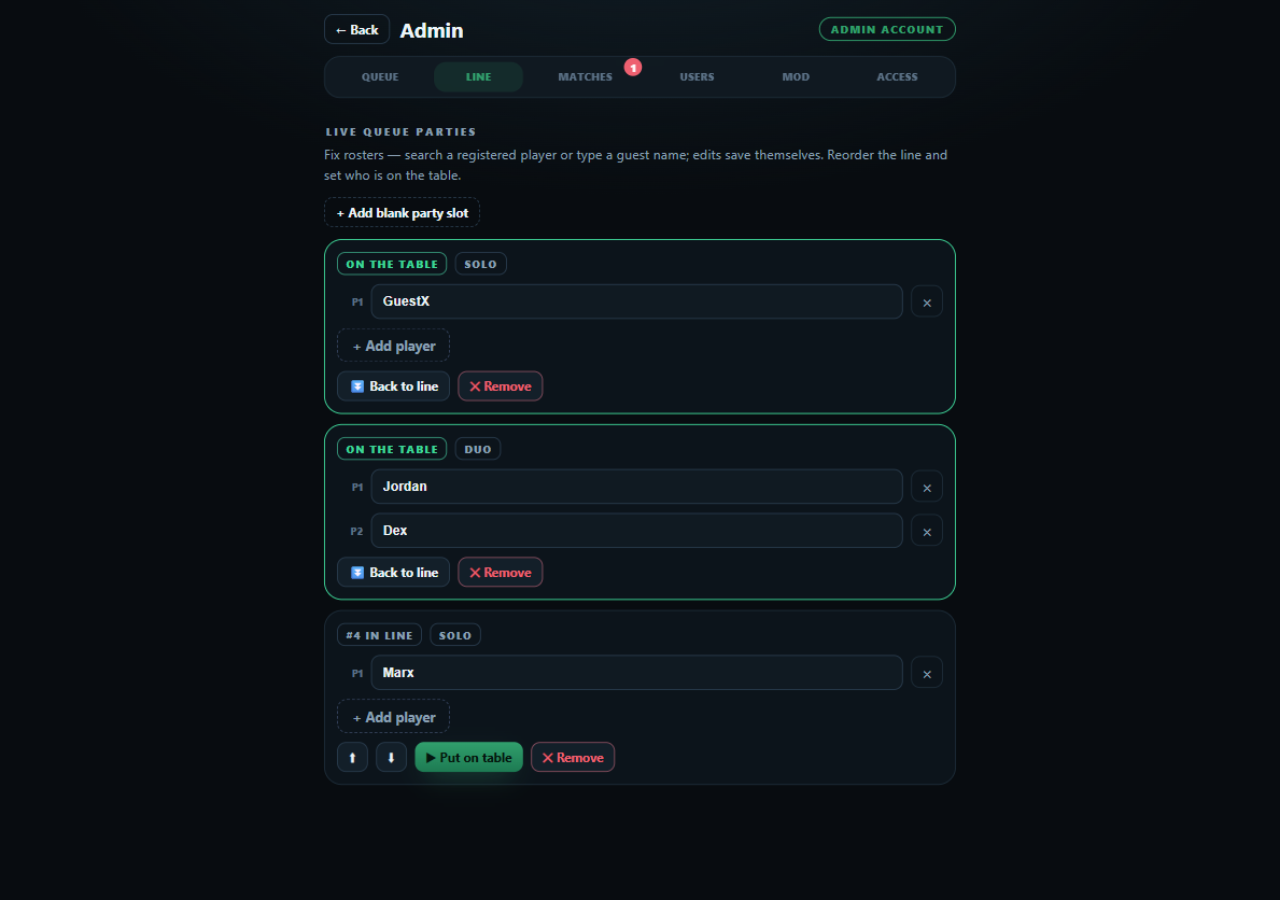 ← Back Admin ADMIN ACCOUNT
QUEUE LINE MATCHES 1 USERS MOD ACCESS
LIVE QUEUE PARTIES
Fix rosters — search a registered player or type a guest name; edits save themselves. Reorder the line and
set who is on the table.
+ Add blank party slot
ON THE TABLE SOLO
P1 GuestX ×
+ Add player
⏬ Back to line ❌ Remove
ON THE TABLE DUO
P1 Jordan ×
P2 Dex ×
⏬ Back to line ❌ Remove
#4 IN LINE SOLO
P1 Marx ×
+ Add player
⬆ ⬇ ▶ Put on table ❌ Remove